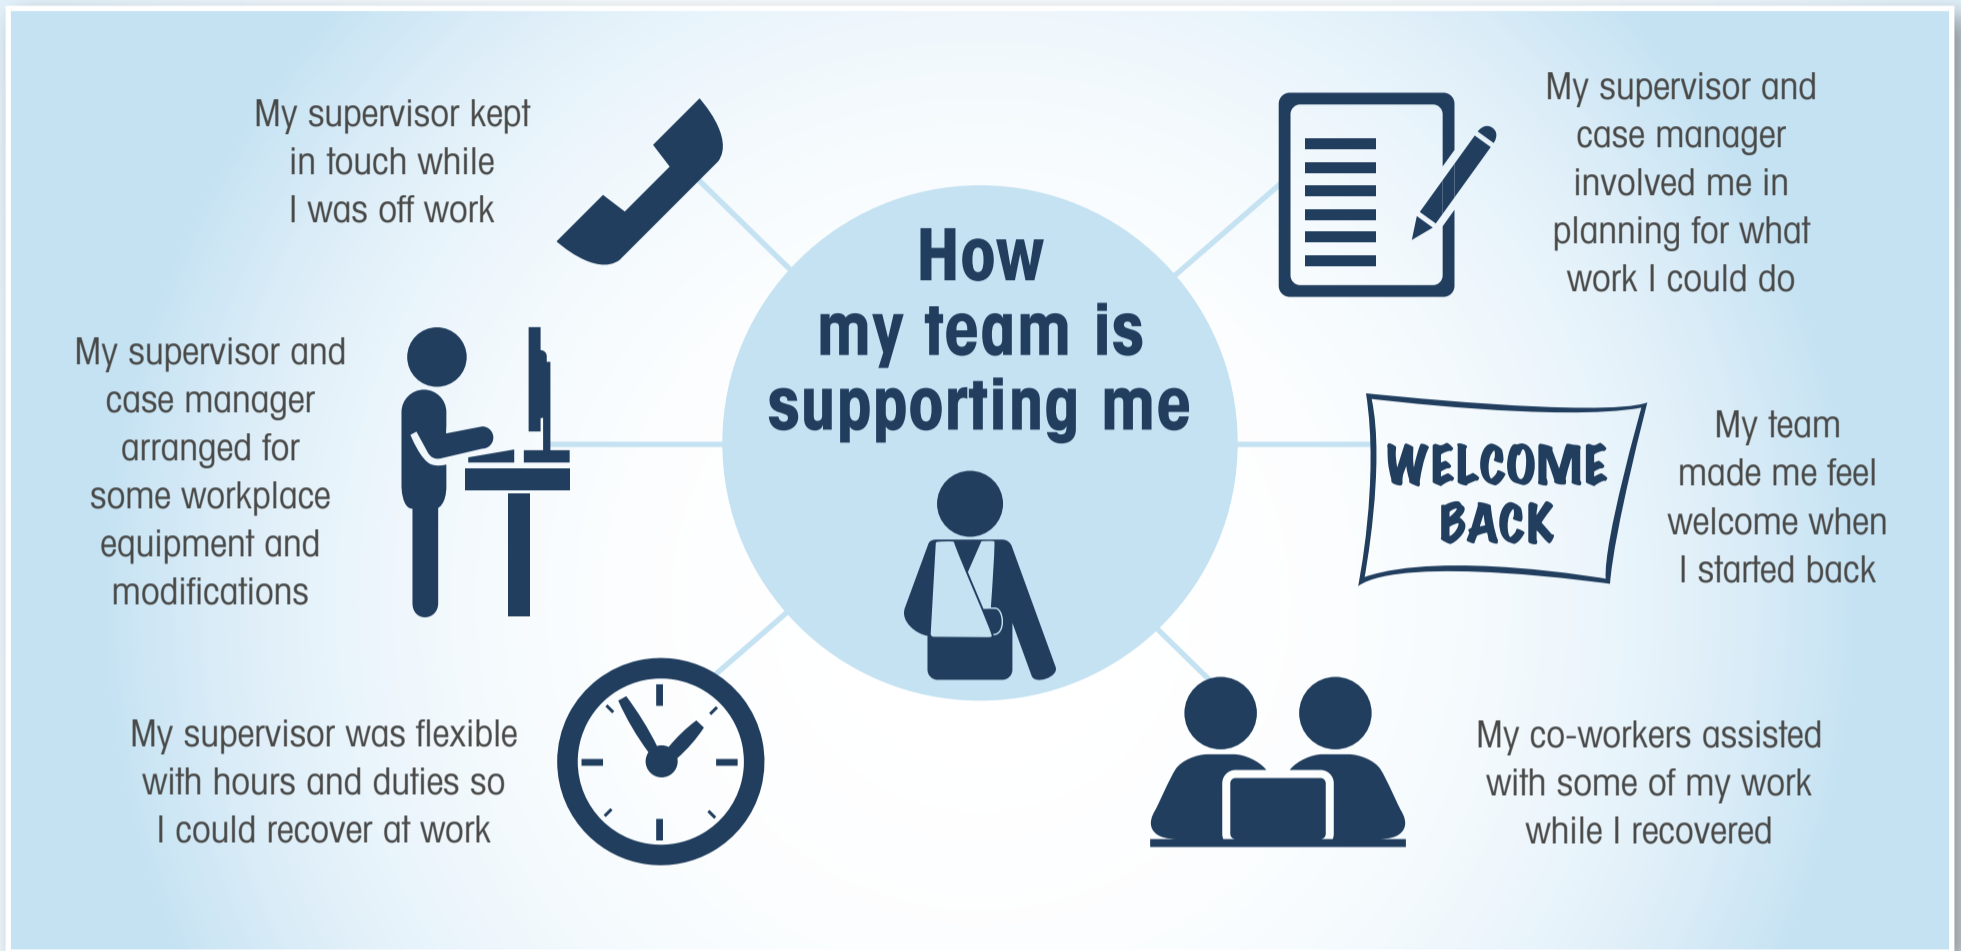 How
my team is
supporting me
My supervisor kept
in touch while
I was off work
My supervisor and
case manager
arranged for
some workplace
equipment and
modifications
My supervisor was flexible
with hours and duties so
I could recover at work
My supervisor and
case manager
involved me in
planning for what
work I could do
WELCOME
BACK
My team
made me feel
welcome when
I started back
My co-workers assisted
with some of my work
while I recovered